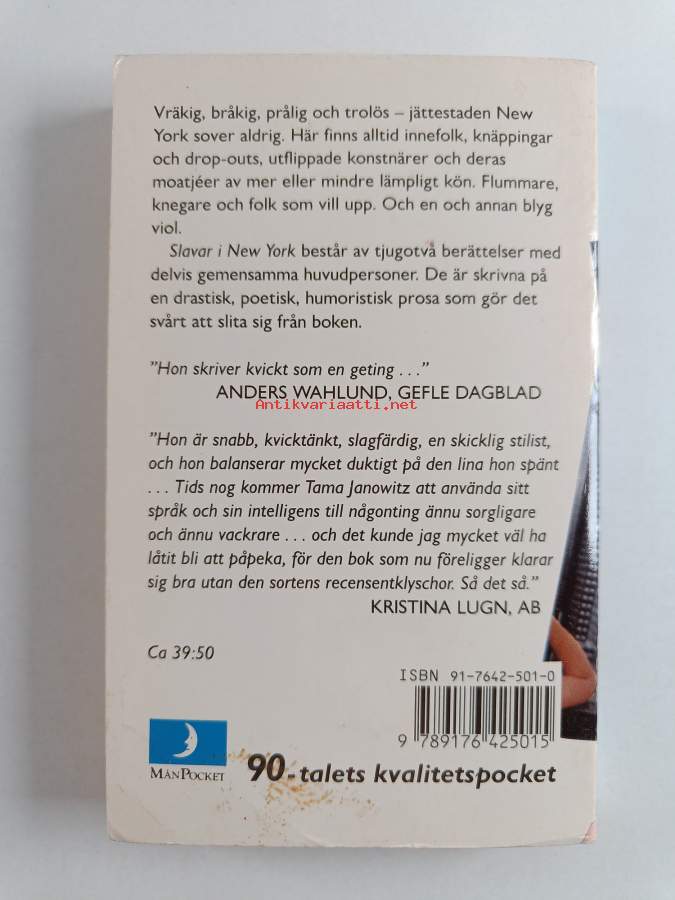 Vräkig, bråkig, prålig och trolös – jättestaden New
York sover aldrig. Här finns alltid innefolk, knäppingar
och drop-outs, utflippade konstnärer och deras
moatjéer av mer eller mindre lämpligt kön. Flummare,
knegare och folk som vill upp. Och en och annan blyg
viol.
Slavar i New York består av tjugotvå berättelser med
delvis gemensamma huvudpersoner. De är skrivna på
en drastisk, poetisk, humoristisk prosa som gör det
svårt att slita sig från boken.
”Hon skriver kvickt som en geting . . .”
ANDERS WAHLUND, GEFLE DAGBLAD
Antikvariaatti.net
”Hon är snabb, kvicktänkt, slagfärdig, en skicklig stilist,
och hon balanserar mycket duktigt på den lina hon spänt
. . . Tids nog kommer Tama Janowitz att använda sitt
språk och sin intelligens till någonting ännu sorgligare
och ännu vackrare . . . och det kunde jag mycket väl ha
låtit bli att påpeka, för den bok som nu föreligger klarar
sig bra utan den sortens recensentklyschor. Så det så.”
KRISTINA LUGN, AB
Ca 39:50
ISBN 91-7642-501-0
9 789176 425015
MÅNPOCKET
90-talets kvalitetspocket